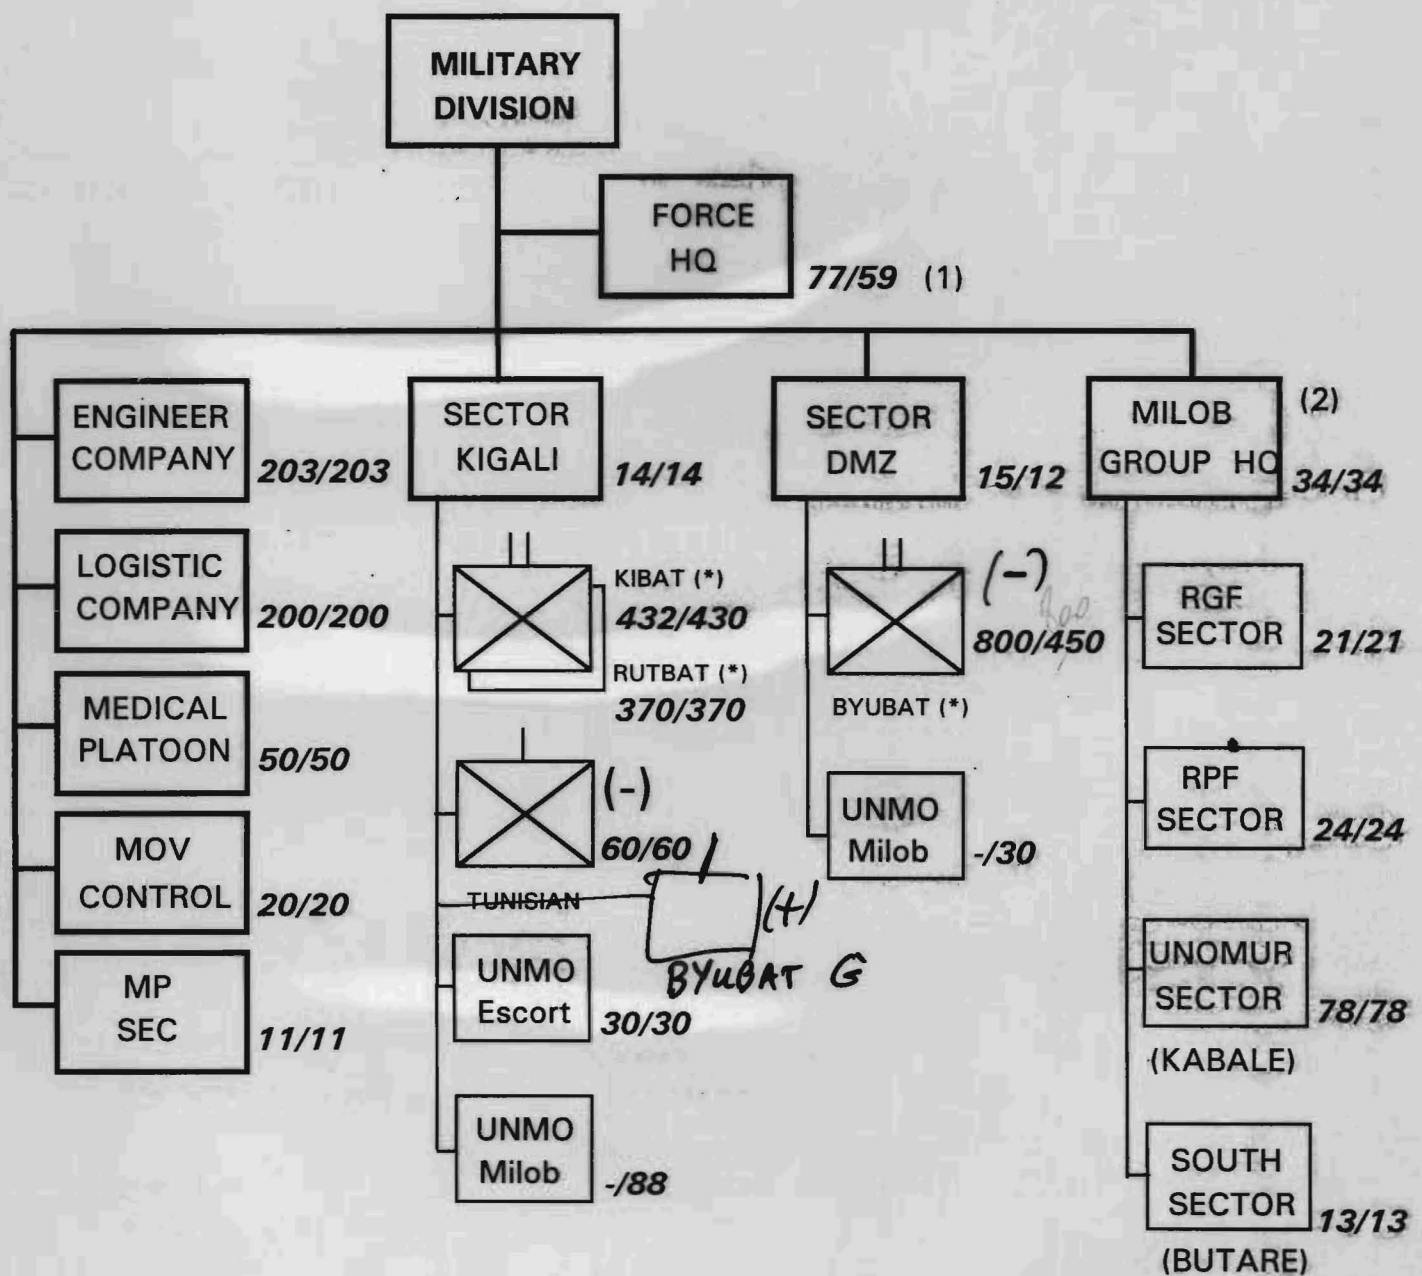 MILITARY
DIVISION
FORCE
HQ
77/59 (1)
ENGINEER
COMPANY
203/203
LOGISTIC
COMPANY
200/200
MEDICAL
PLATOON
50/50
MOV
CONTROL
20/20
MP
SEC
11/11
SECTOR
KIGALI
14/14
KIBAT (*)
432/430
RUTBAT (*)
370/370
(-)
60/60
TUNISIAN
(+)
BYUBAT G
UNMO
Escort
30/30
UNMO
Milob
-/88
SECTOR
DMZ
15/12
(-)
800/450
BYUBAT (*)
UNMO
Milob
-/30
MILOB
GROUP HQ
(2)
34/34
RGF
SECTOR
21/21
RPF
SECTOR
24/24
UNOMUR
SECTOR
78/78
(KABALE)
SOUTH
SECTOR
13/13
(BUTARE)